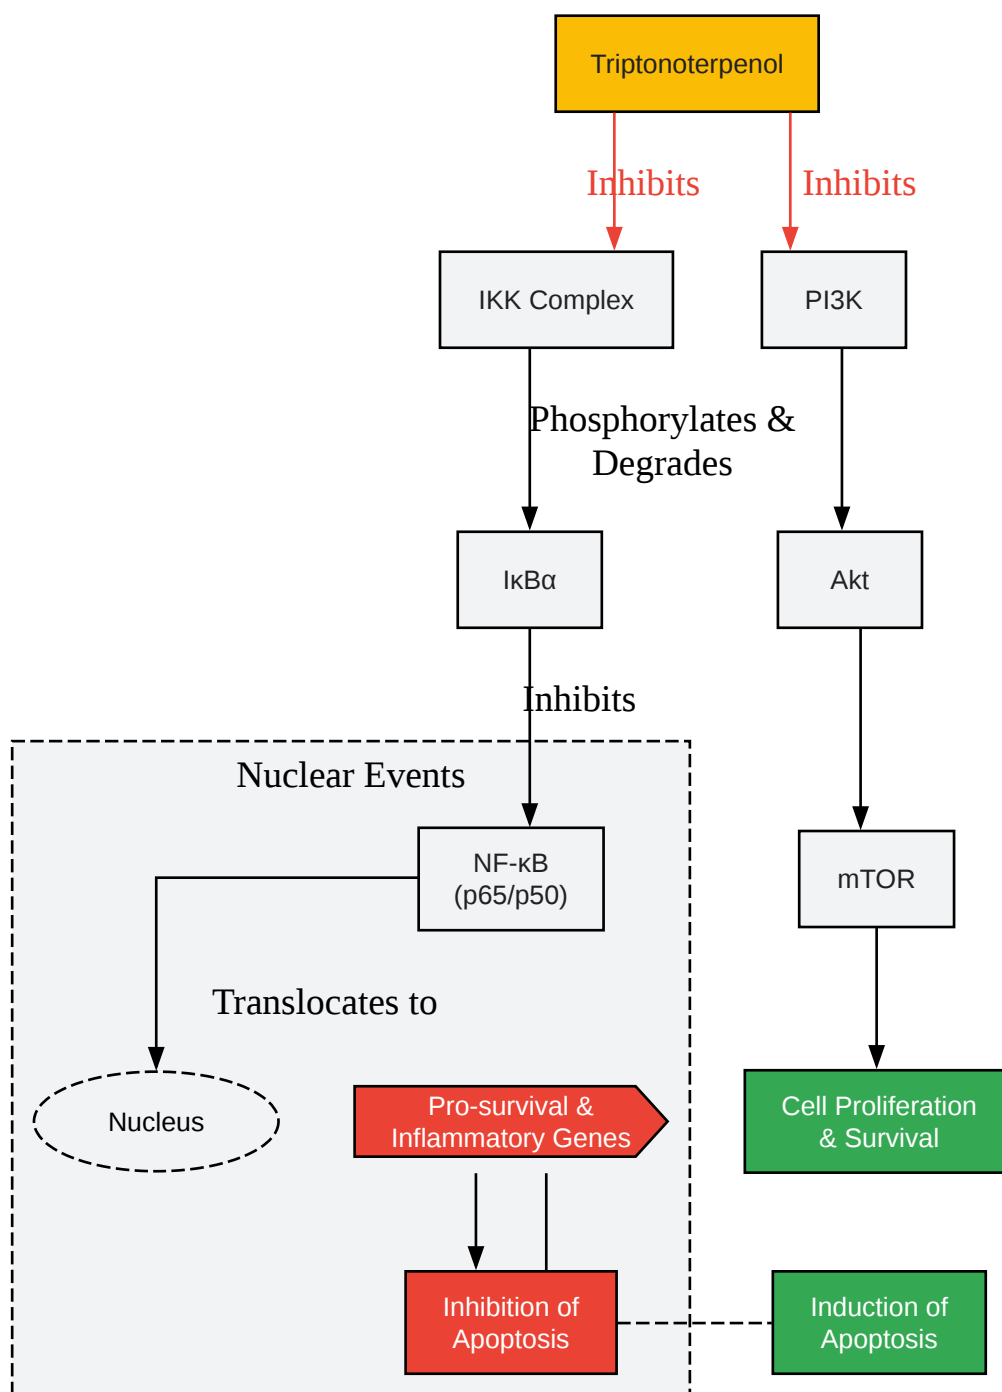 Triptonoterpenol
Inhibits
Inhibits
IKK Complex
PI3K
Phosphorylates &
Degrades
IκBα
Akt
Inhibits
Nuclear Events
NF-κB
(p65/p50)
mTOR
Translocates to
Nucleus
Pro-survival &
Inflammatory Genes
Cell Proliferation
& Survival
Inhibition of
Apoptosis
Induction of
Apoptosis